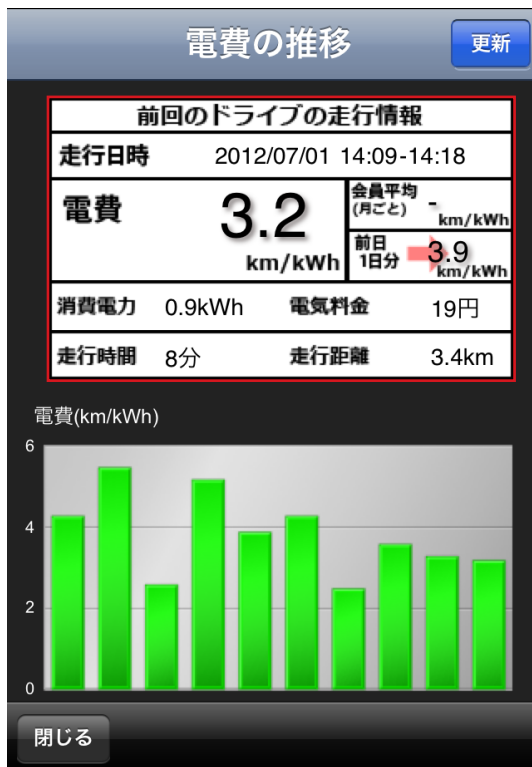 電費の推移
更新
前回のドライブの走行情報
走行日時 2012/07/01 14:09-14:18
電費 3.2 km/kWh
会員平均 (月ごと) - km/kWh
前日 1日分 3.9 km/kWh
消費電力 0.9kWh 電気料金 19円
走行時間 8分 走行距離 3.4km
電費(km/kWh)
6
4
2
0
閉じる